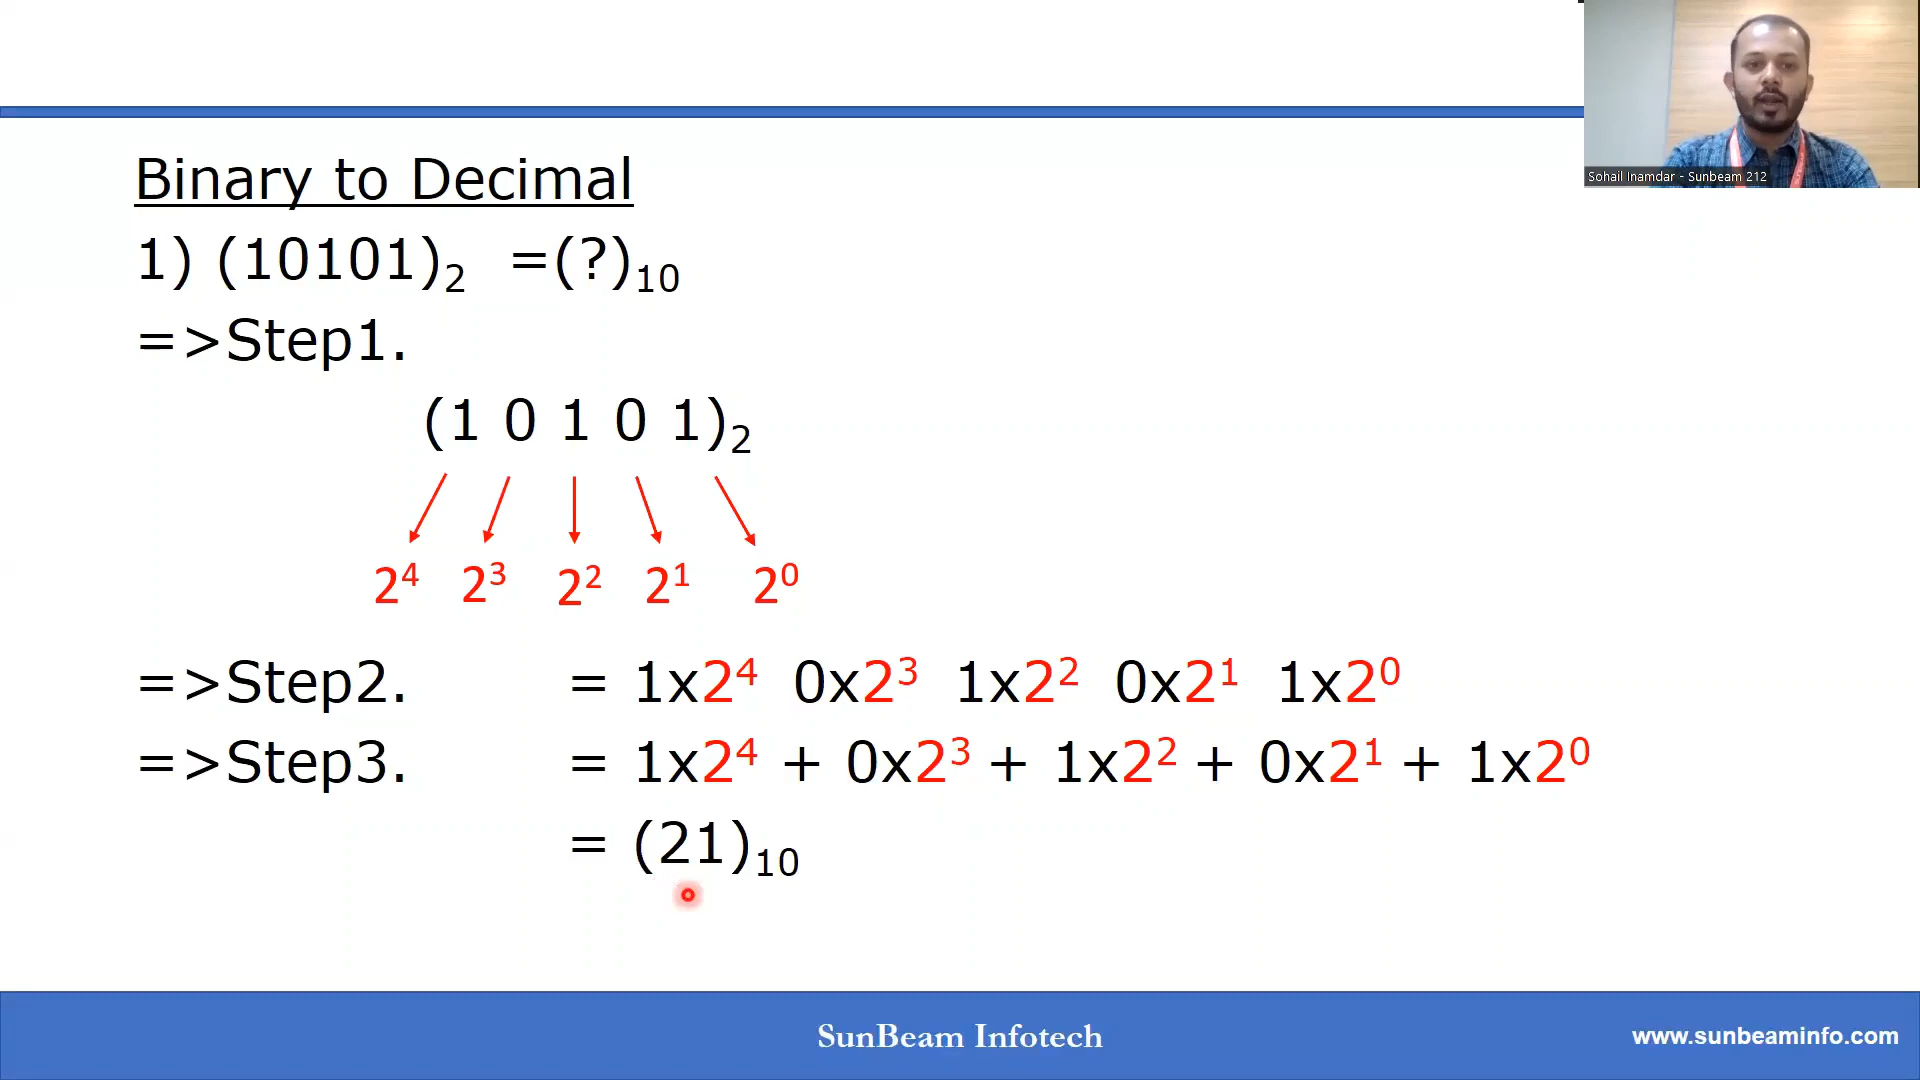 Sohail Inamdar - Sunbeam 212
Binary to Decimal
1) (10101)₂ =(?)₁₀
=>Step1.
(1 0 1 0 1)₂
2⁴ 2³ 2² 2¹ 2⁰
=>Step2. = 1x2⁴ 0x2³ 1x2² 0x2¹ 1x2⁰
=>Step3. = 1x2⁴ + 0x2³ + 1x2² + 0x2¹ + 1x2⁰
= (21)₁₀
SunBeam Infotech
www.sunbeaminfo.com